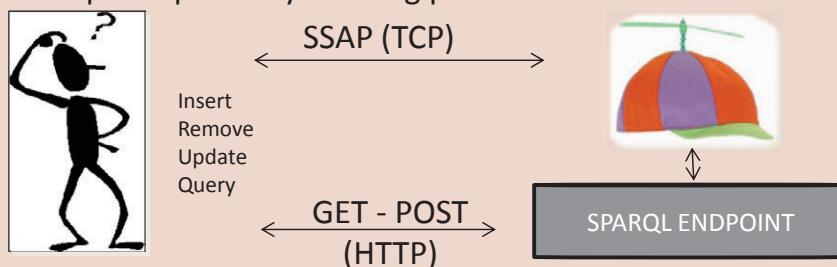 ?
SSAP (TCP)
Insert
Remove
Update
Query
GET - POST
(HTTP)
SPARQL ENDPOINT